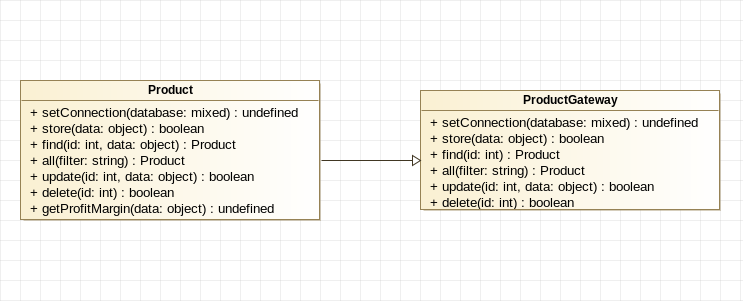 Product
+ setConnection(database: mixed) : undefined
+ store(data: object) : boolean
+ find(id: int, data: object) : Product
+ all(filter: string) : Product
+ update(id: int, data: object) : boolean
+ delete(id: int) : boolean
+ getProfitMargin(data: object) : undefined
ProductGateway
+ setConnection(database: mixed) : undefined
+ store(data: object) : boolean
+ find(id: int) : Product
+ all(filter: string) : Product
+ update(id: int, data: object) : boolean
+ delete(id: int) : boolean